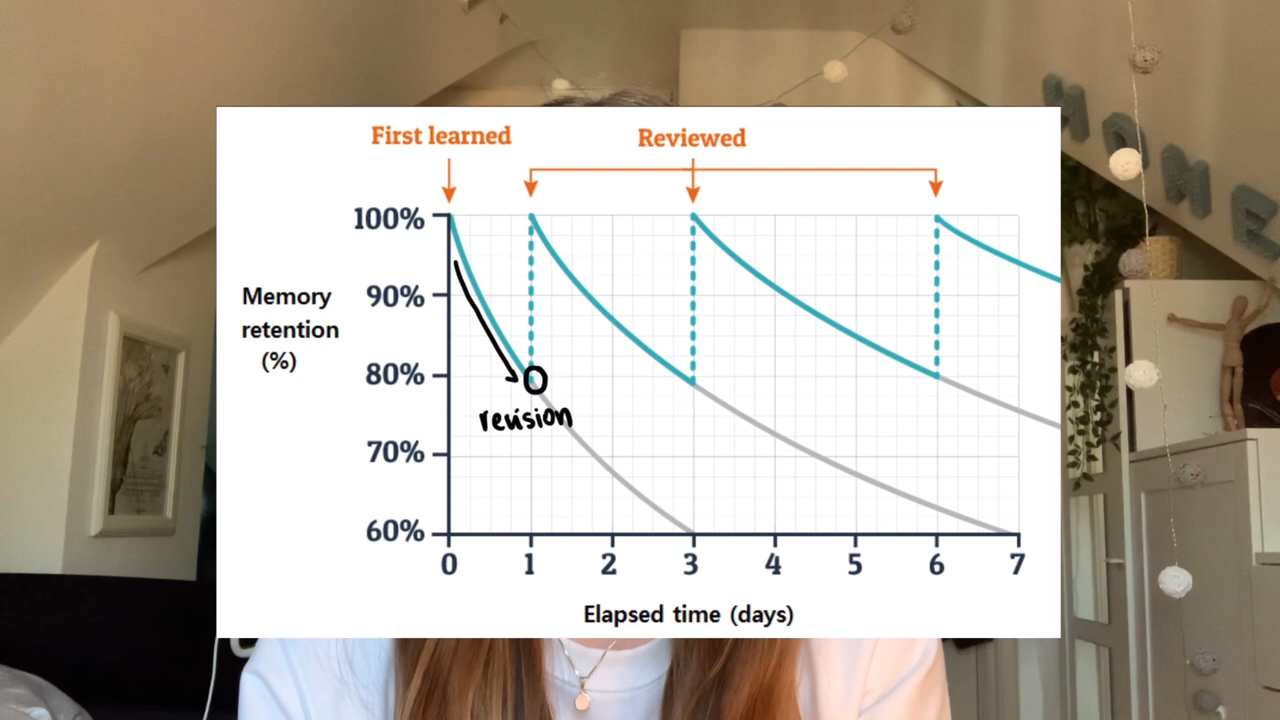 First learned
Reviewed
100%
90%
80%
70%
60%
Memory
retention
(%)
revision
0 1 2 3 4 5 6 7
Elapsed time (days)
HOME